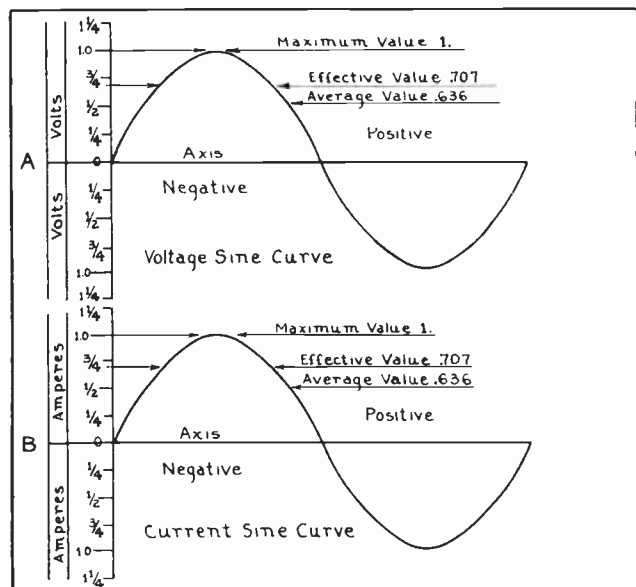 1¼
1.0
Maximum Value 1.
¾
Effective Value .707
½
Average Value .636
¼
Positive
Volts
A
0
Axis
¼
Negative
½
Volts
¾
Voltage Sine Curve
1.0
1¼
1¼
1.0
Maximum Value 1.
¾
Effective Value .707
½
Average Value .636
¼
Positive
Amperes
B
0
Axis
¼
Negative
½
Amperes
¾
Current Sine Curve
10
1¼